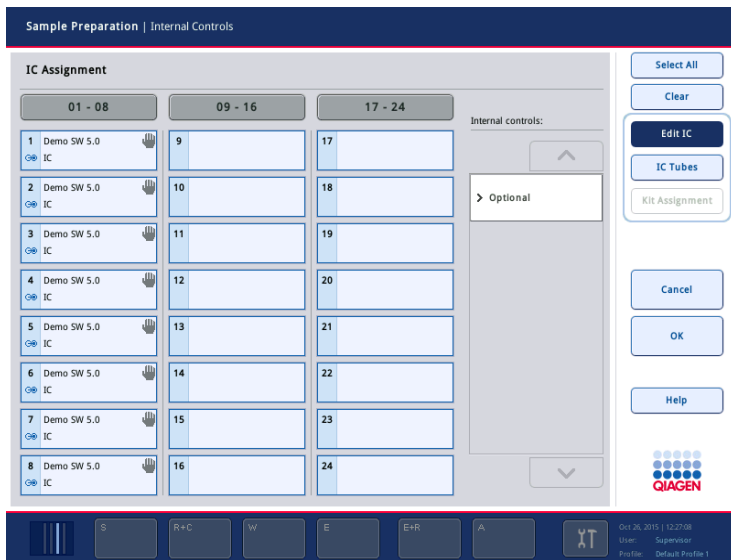 Sample Preparation | Internal Controls
IC Assignment
01 - 08
09 - 16
17 - 24
Internal controls:
1 Demo SW 5.0
IC
9
17
2 Demo SW 5.0
IC
10
18
3 Demo SW 5.0
IC
11
19
4 Demo SW 5.0
IC
12
20
5 Demo SW 5.0
IC
13
21
6 Demo SW 5.0
IC
14
22
7 Demo SW 5.0
IC
15
23
8 Demo SW 5.0
IC
16
24
Optional
Select All
Clear
Edit IC
IC Tubes
Kit Assignment
Cancel
OK
Help
QIAGEN
S
R+C
W
E
E+R
A
Oct 26, 2015 | 12:27:08
User: Supervisor
Profile: Default Profile 1